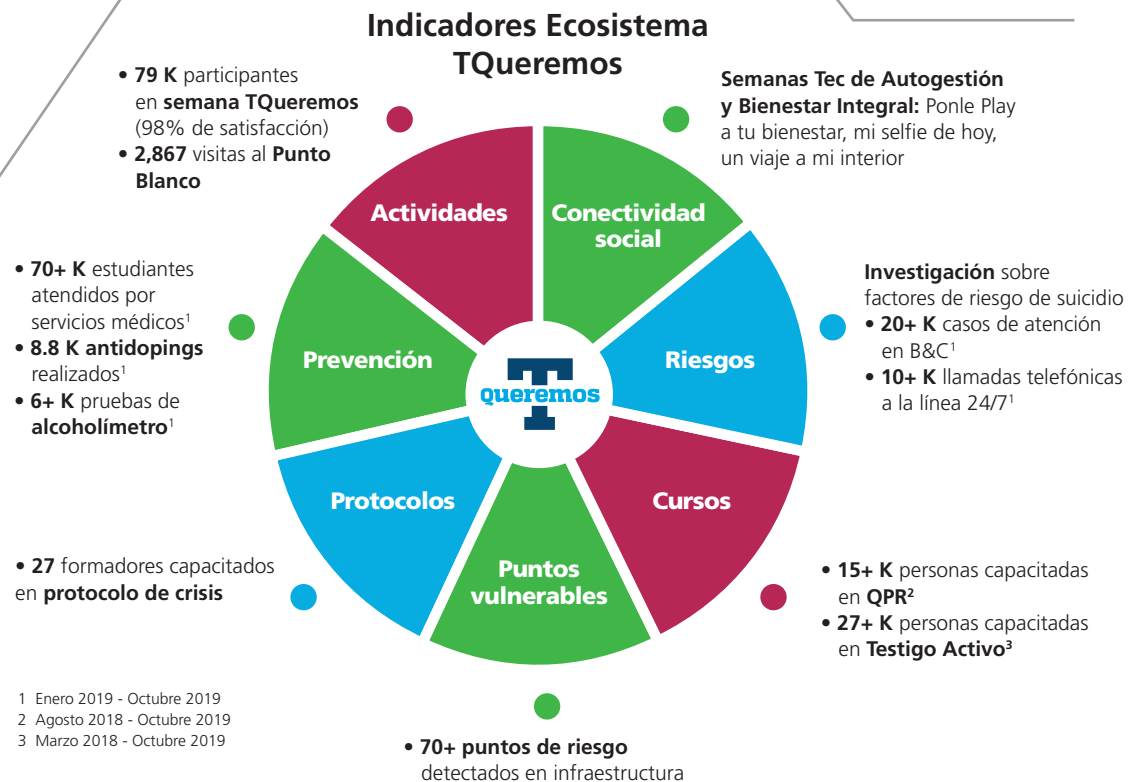 Indicadores Ecosistema
TQueremos
• 79 K participantes
en semana TQueremos
(98% de satisfacción)
• 2,867 visitas al Punto
Blanco
Semanas Tec de Autogestión
y Bienestar Integral: Ponle Play
a tu bienestar, mi selfie de hoy,
un viaje a mi interior
Actividades
Conectividad
social
• 70+ K estudiantes
atendidos por
servicios médicos¹
• 8.8 K antidopings
realizados¹
• 6+ K pruebas de
alcoholímetro¹
Prevención
T
queremos
Riesgos
Investigación sobre
factores de riesgo de suicidio
• 20+ K casos de atención
en B&C¹
• 10+ K llamadas telefónicas
a la línea 24/7¹
Protocolos
Cursos
Puntos
vulnerables
• 27 formadores capacitados
en protocolo de crisis
• 15+ K personas capacitadas
en QPR²
• 27+ K personas capacitadas
en Testigo Activo³
1 Enero 2019 - Octubre 2019
2 Agosto 2018 - Octubre 2019
3 Marzo 2018 - Octubre 2019
• 70+ puntos de riesgo
detectados en infraestructura